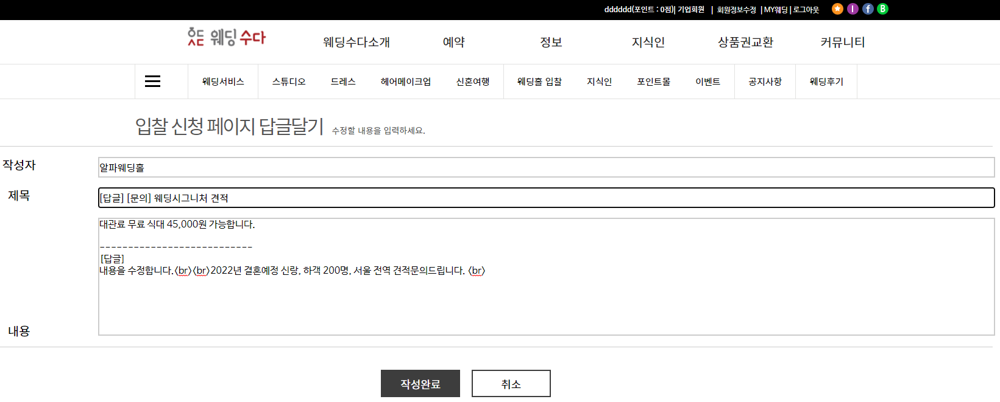 dddddd(포인트 : 0점)| 기업회원 | 회원정보수정 | MY웨딩 | 로그아웃 I f B
웨딩수다 웨딩수다소개 예약 정보 지식인 상품권교환 커뮤니티
웨딩서비스 스튜디오 드레스 헤어메이크업 신혼여행 웨딩홀 입찰 지식인 포인트몰 이벤트 공지사항 웨딩후기
입찰 신청 페이지 답글달기 수정할 내용을 입력하세요.
작성자 알파웨딩홀
제목 [답글] [문의] 웨딩시그니처 견적
대관료 무료 식대 45,000원 가능합니다.
---------------------------
[답글]
내용을 수정합니다.<br><br>2022년 결혼예정 신랑, 하객 200명, 서울 전역 견적문의드립니다. <br>
내용
작성완료 취소